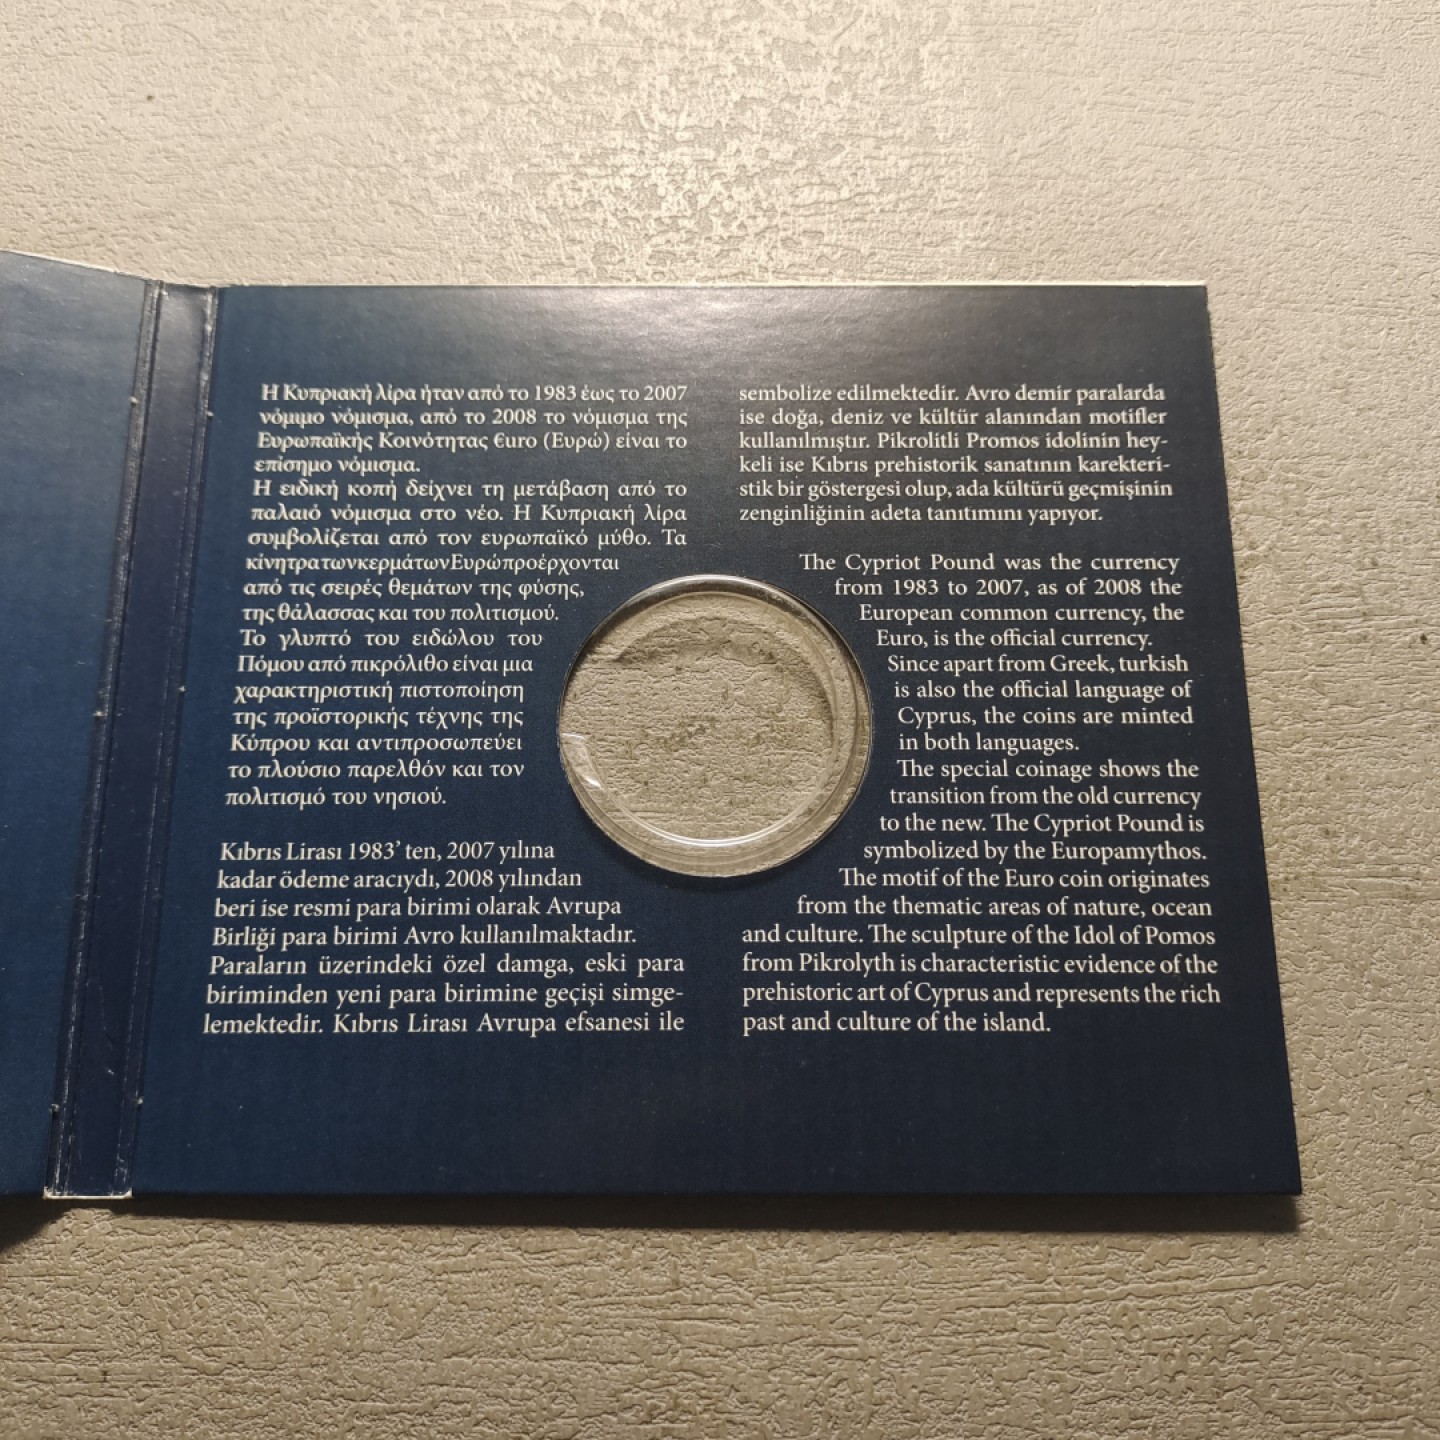 Η Κυπριακή λίρα ήταν από το 1983 έως το 2007
νόμιμο νόμισμα, από το 2008 το νόμισμα της
Ευρωπαϊκής Κοινότητας €uro (Ευρώ) είναι το
επίσημο νόμισμα.
Η ειδική κοπή δείχνει τη μετάβαση από το
παλαιό νόμισμα στο νέο. Η Κυπριακή λίρα
συμβολίζεται από τον ευρωπαϊκό μύθο. Τα
κίνητρατωνκερμάτωνΕυρώπροέρχονται
από τις σειρές θεμάτων της φύσης,
της θάλασσας και του πολιτισμού.
Το γλυπτό του ειδώλου του
Πόμου από πικρόλιθο είναι μια
χαρακτηριστική πιστοποίηση
της προϊστορικής τέχνης της
Κύπρου και αντιπροσωπεύει
το πλούσιο παρελθόν και τον
πολιτισμό του νησιού.
Kıbrıs Lirası 1983’ ten, 2007 yılına
kadar ödeme aracıydı, 2008 yılından
beri ise resmi para birimi olarak Avrupa
Birliği para birimi Avro kullanılmaktadır.
Paraların üzerindeki özel damga, eski para
biriminden yeni para birimine geçişi simge-
lemektedir. Kıbrıs Lirası Avrupa efsanesi ile
sembolize edilmektedir. Avro demir paralarda
ise doğa, deniz ve kültür alanından motifler
kullanılmıştır. Pikrolitli Promos idolinin hey-
keli ise Kıbrıs prehistorik sanatının karekteri-
stik bir göstergesi olup, ada kültürü geçmişinin
zenginliğinin adeta tanıtımını yapıyor.
The Cypriot Pound was the currency
from 1983 to 2007, as of 2008 the
European common currency, the
Euro, is the official currency.
Since apart from Greek, turkish
is also the official language of
Cyprus, the coins are minted
in both languages.
The special coinage shows the
transition from the old currency
to the new. The Cypriot Pound is
symbolized by the Europamythos.
The motif of the Euro coin originates
from the thematic areas of nature, ocean
and culture. The sculpture of the Idol of Pomos
from Pikrolyth is characteristic evidence of the
prehistoric art of Cyprus and represents the rich
past and culture of the island.